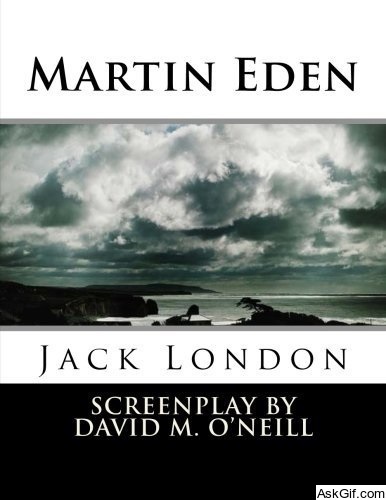 Martin Eden
Jack London
SCREENPLAY BY
DAVID M. O'NEILL
AskGif.com